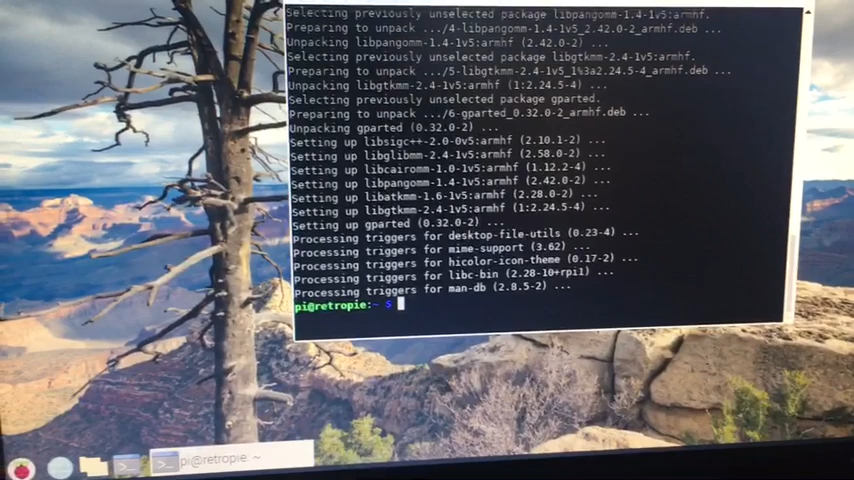 Selecting previously unselected package libpangomm-1.4-1v5:armhf.
Preparing to unpack .../4-libpangomm-1.4-1v5_2.42.0-2_armhf.deb ...
Unpacking libpangomm-1.4-1v5:armhf (2.42.0-2) ...
Selecting previously unselected package libgtkmm-2.4-1v5:armhf.
Preparing to unpack .../5-libgtkmm-2.4-1v5_1%3a2.24.5-4_armhf.deb ...
Unpacking libgtkmm-2.4-1v5:armhf (1:2.24.5-4) ...
Selecting previously unselected package gparted.
Preparing to unpack .../6-gparted_0.32.0-2_armhf.deb ...
Unpacking gparted (0.32.0-2) ...
Setting up libsigc++-2.0-0v5:armhf (2.10.1-2) ...
Setting up libglibmm-2.4-1v5:armhf (2.58.0-2) ...
Setting up libcairomm-1.0-1v5:armhf (1.12.2-4) ...
Setting up libpangomm-1.4-1v5:armhf (2.42.0-2) ...
Setting up libatkmm-1.6-1v5:armhf (2.28.0-2) ...
Setting up libgtkmm-2.4-1v5:armhf (1:2.24.5-4) ...
Setting up gparted (0.32.0-2) ...
Processing triggers for desktop-file-utils (0.23-4) ...
Processing triggers for mime-support (3.62) ...
Processing triggers for hicolor-icon-theme (0.17-2) ...
Processing triggers for libc-bin (2.28-10+rpi1) ...
Processing triggers for man-db (2.8.5-2) ...
pi@retropie:~ $
pi@retropie: ~